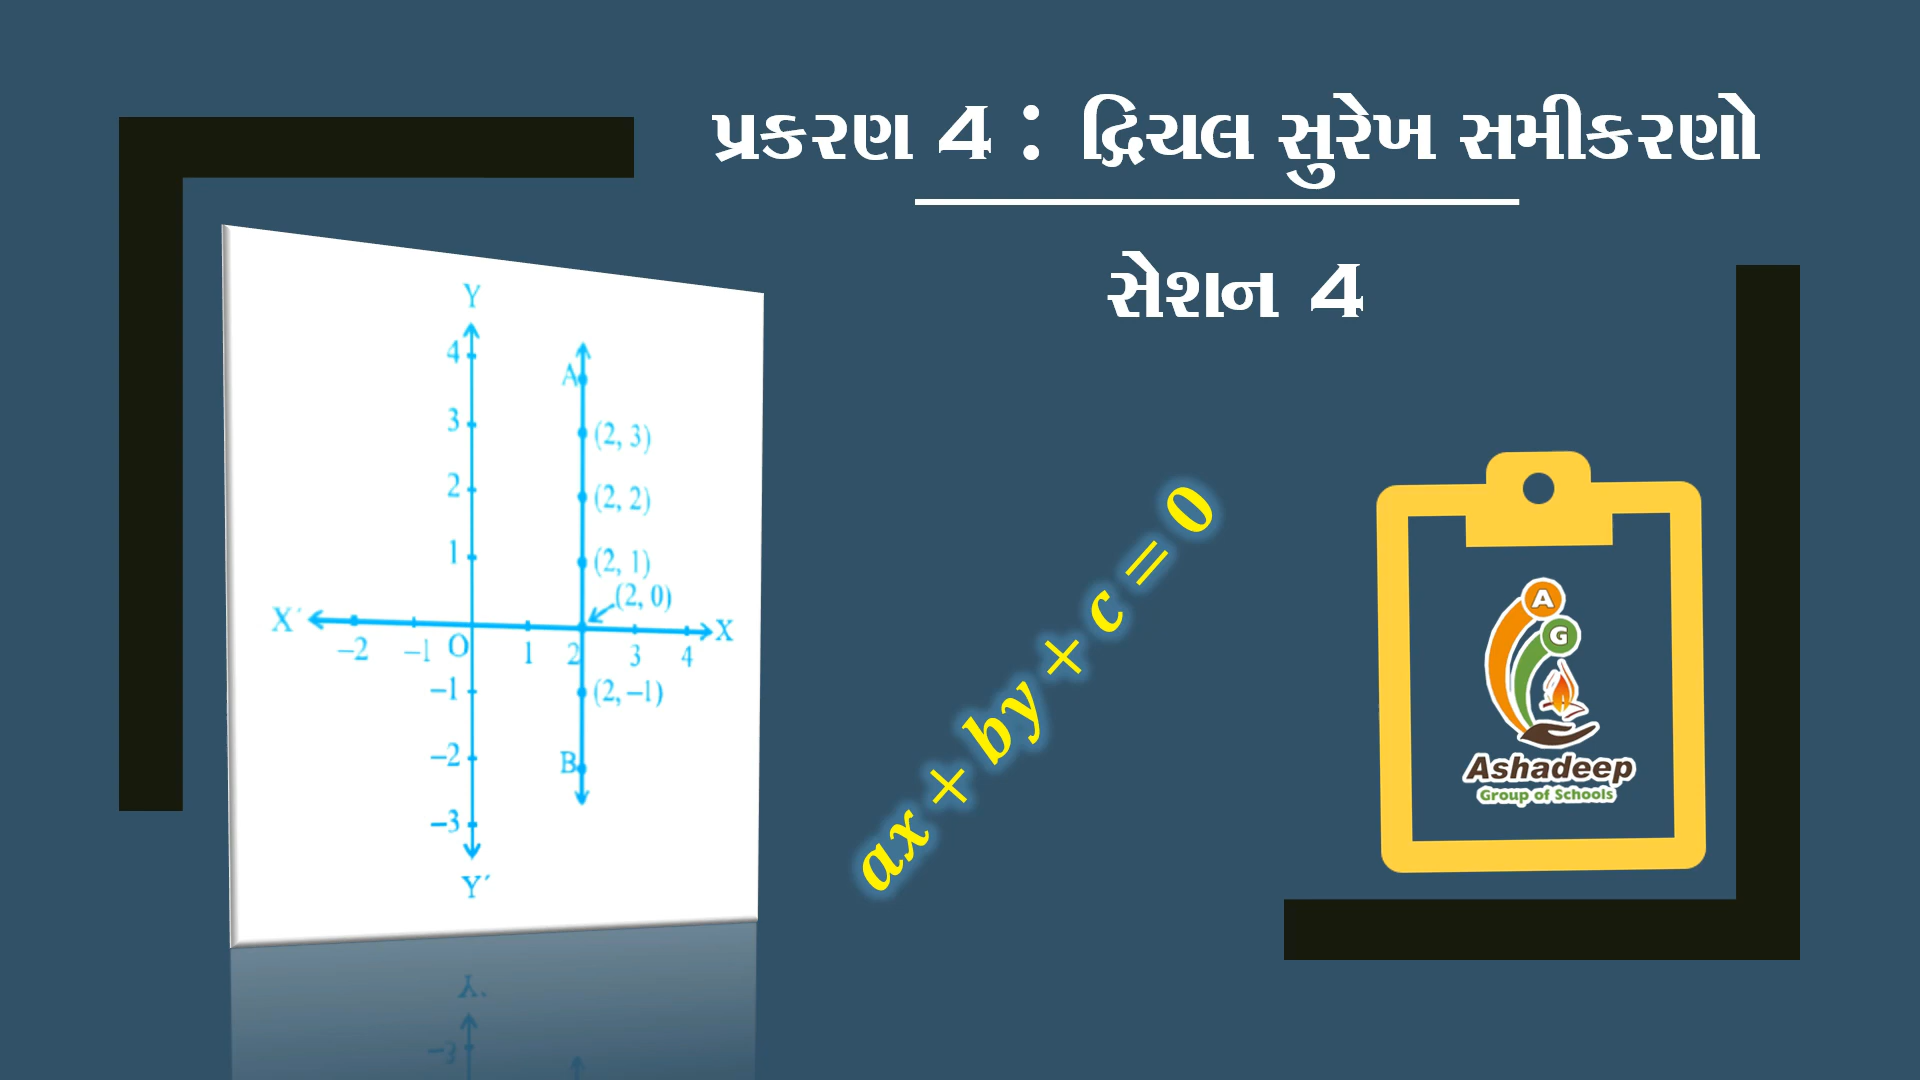 પ્રકરણ 4 : દ્વિચલ સુરેખ સમીકરણો
સેશન 4
Y
4
A
3
(2, 3)
2
(2, 2)
1
(2, 1)
(2, 0)
X′
X
–2
–1
O
1
2
3
4
–1
(2, –1)
–2
B
–3
Y′
ax + by + c = 0
A
G
Ashadeep
Group of Schools